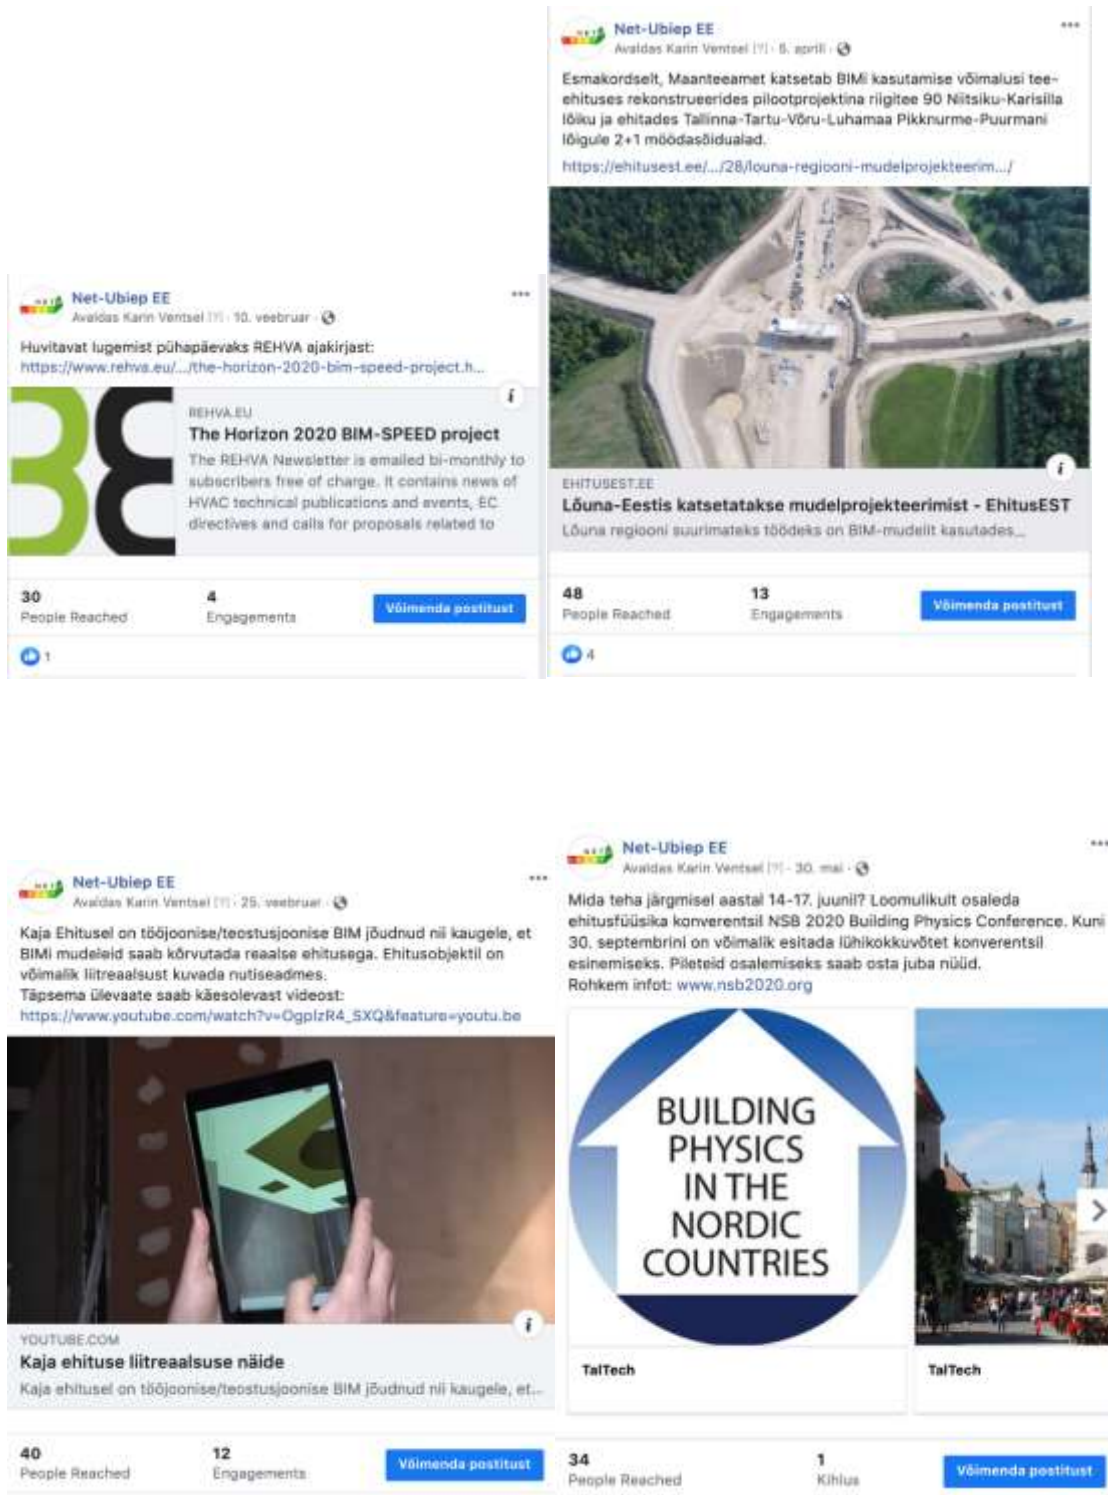 Net-Ubiep EE
Avaldas Karin Ventsel [?] · 10. veebruar ·
Huvitavat lugemist pühapäevaks REHVA ajakirjast:
https://www.rehva.eu/.../the-horizon-2020-bim-speed-project.h...
REHVA.EU
The Horizon 2020 BIM-SPEED project
The REHVA Newsletter is emailed bi-monthly to
subscribers free of charge. It contains news of
HVAC technical publications and events, EC
directives and calls for proposals related to
30
People Reached
4
Engagements
Võimenda postitust
1
Net-Ubiep EE
Avaldas Karin Ventsel [?] · 5. aprill ·
Esmakordselt, Maanteeamet katsetab BIMi kasutamise võimalusi tee-
ehituses rekonstrueerides pilootprojektina riigitee 90 Niitsiku-Karisilla
lõiku ja ehitades Tallinna-Tartu-Võru-Luhamaa Pikknurme-Puurmani
lõigule 2+1 möödasõidualad.
https://ehitusest.ee/.../28/louna-regiooni-mudelprojekteerim.../
EHITUSEST.EE
Lõuna-Eestis katsetatakse mudelprojekteerimist - EhitusEST
Lõuna regiooni suurimateks töödeks on BIM-mudelit kasutades...
48
People Reached
13
Engagements
Võimenda postitust
4
Net-Ubiep EE
Avaldas Karin Ventsel [?] · 25. veebruar ·
Kaja Ehitusel on tööjoonise/teostusjoonise BIM jõudnud nii kaugele, et
BIMi mudeleid saab kõrvutada reaalse ehitusega. Ehitusobjektil on
võimalik liitreaalsust kuvada nutiseadmes.
Täpsema ülevaate saab käesolevast videost:
https://www.youtube.com/watch?v=OgpIzR4_SXQ&feature=youtu.be
YOUTUBE.COM
Kaja ehituse liitreaalsuse näide
Kaja ehitusel on tööjoonise/teostusjoonise BIM jõudnud nii kaugele, et...
40
People Reached
12
Engagements
Võimenda postitust
Net-Ubiep EE
Avaldas Karin Ventsel [?] · 30. mai ·
Mida teha järgmisel aastal 14-17. juunil? Loomulikult osaleda
ehitusfüüsika konverentsil NSB 2020 Building Physics Conference. Kuni
30. septembrini on võimalik esitada lühikokkuvõtet konverentsil
esinemiseks. Pileteid osalemiseks saab osta juba nüüd.
Rohkem infot: www.nsb2020.org
BUILDING
PHYSICS
IN THE
NORDIC
COUNTRIES
TalTech
TalTech
34
People Reached
1
Kihlus
Võimenda postitust